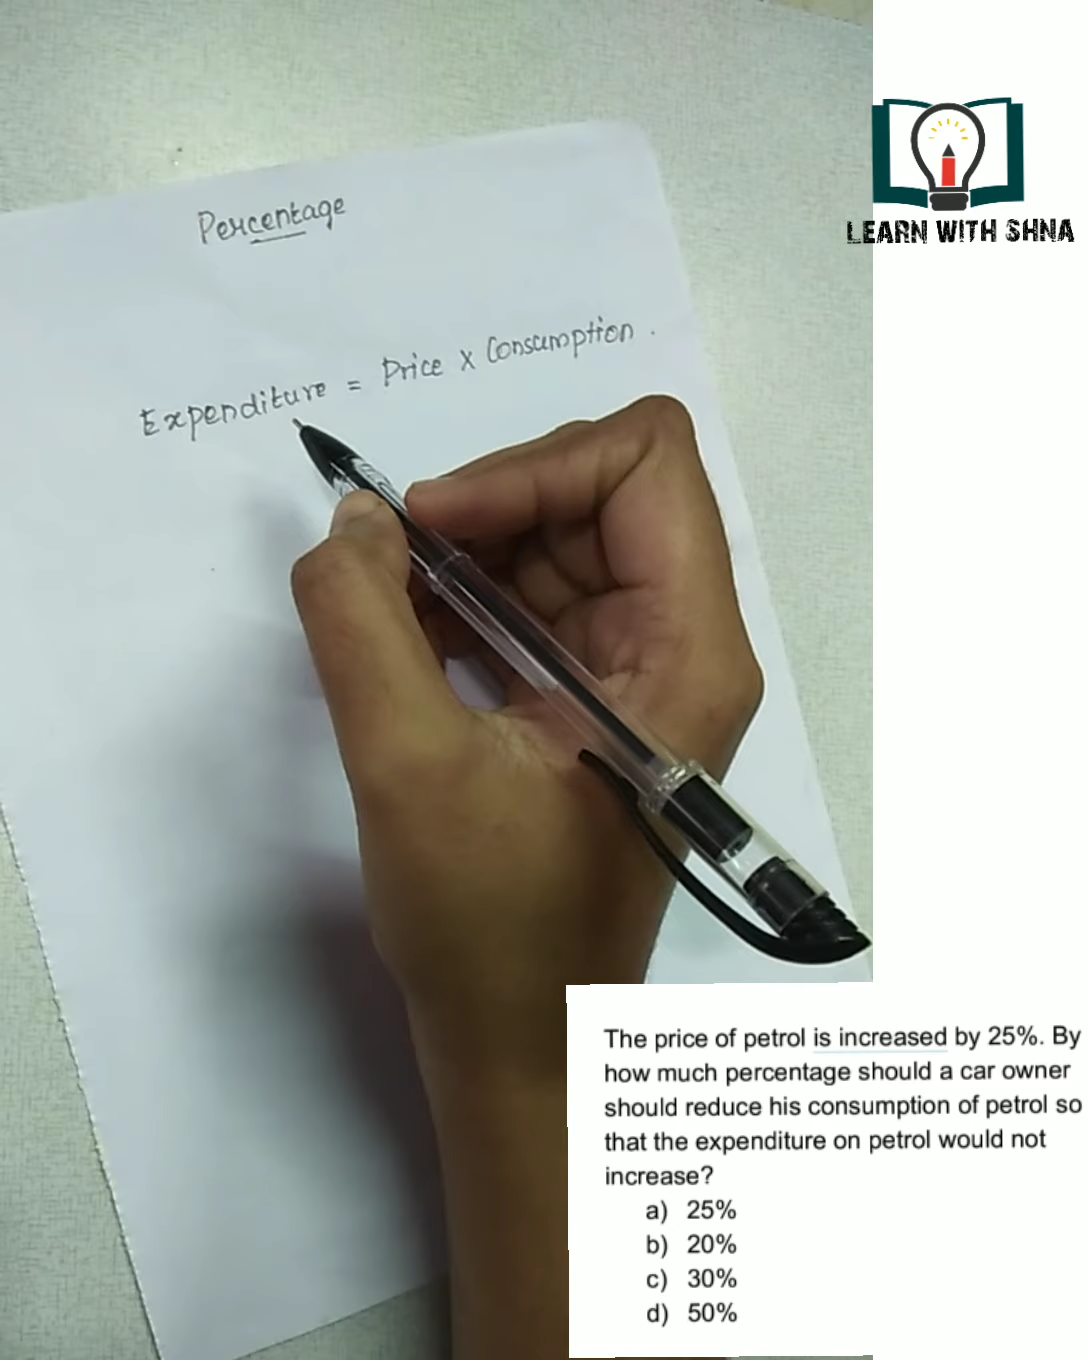 Percentage
Expenditure = Price x Consumption.
LEARN WITH SHNA
The price of petrol is increased by 25%. By
how much percentage should a car owner
should reduce his consumption of petrol so
that the expenditure on petrol would not
increase?
a) 25%
b) 20%
c) 30%
d) 50%